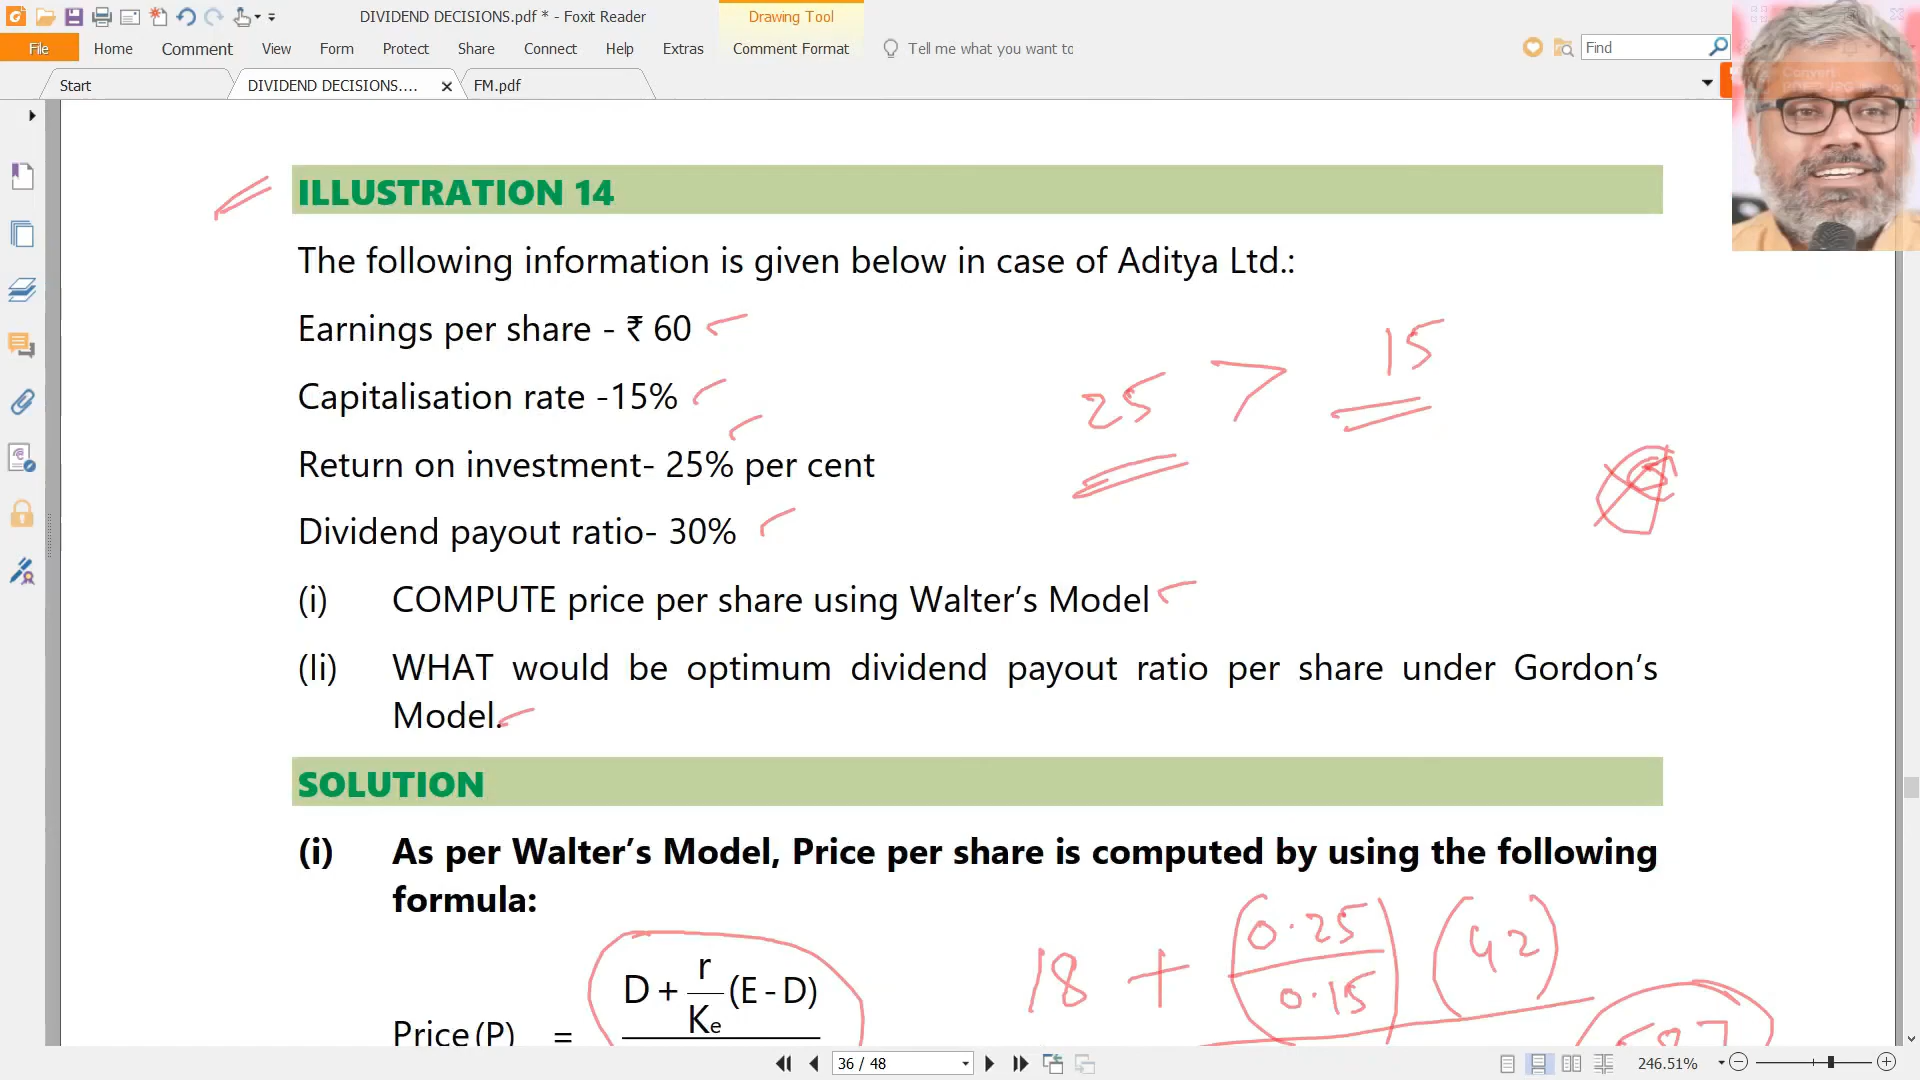 DIVIDEND DECISIONS.pdf * - Foxit Reader
Drawing Tool
File Home Comment View Form Protect Share Connect Help Extras Comment Format Tell me what you want to Find
Start DIVIDEND DECISIONS.... FM.pdf
ILLUSTRATION 14
The following information is given below in case of Aditya Ltd.:
Earnings per share - ₹ 60
Capitalisation rate -15%
25 > 15
Return on investment- 25% per cent
Dividend payout ratio- 30%
(i) COMPUTE price per share using Walter’s Model
(Ii) WHAT would be optimum dividend payout ratio per share under Gordon’s
Model.
SOLUTION
(i) As per Walter’s Model, Price per share is computed by using the following
formula:
Price (P) = D + r/Ke (E - D)
18 + (0.25/0.15) (42)
36 / 48
246.51%